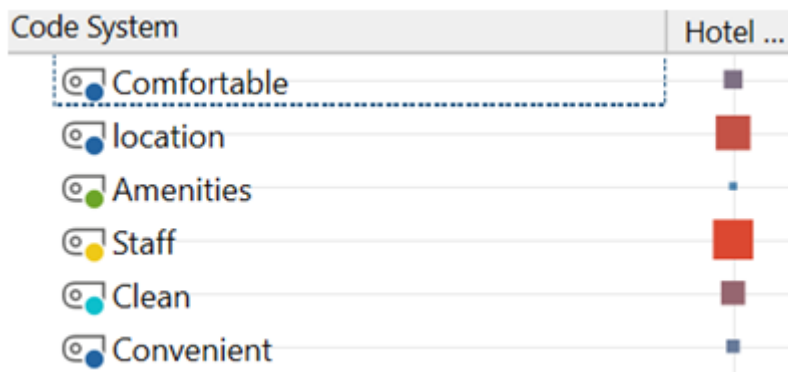 Code System Hotel ...
Comfortable
location
Amenities
Staff
Clean
Convenient